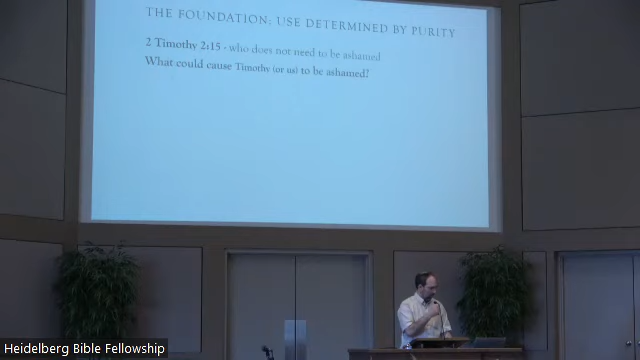 THE FOUNDATION: USE DETERMINED BY PURITY
2 Timothy 2:15 - who does not need to be ashamed
What could cause Timothy (or us) to be ashamed?
Heidelberg Bible Fellowship